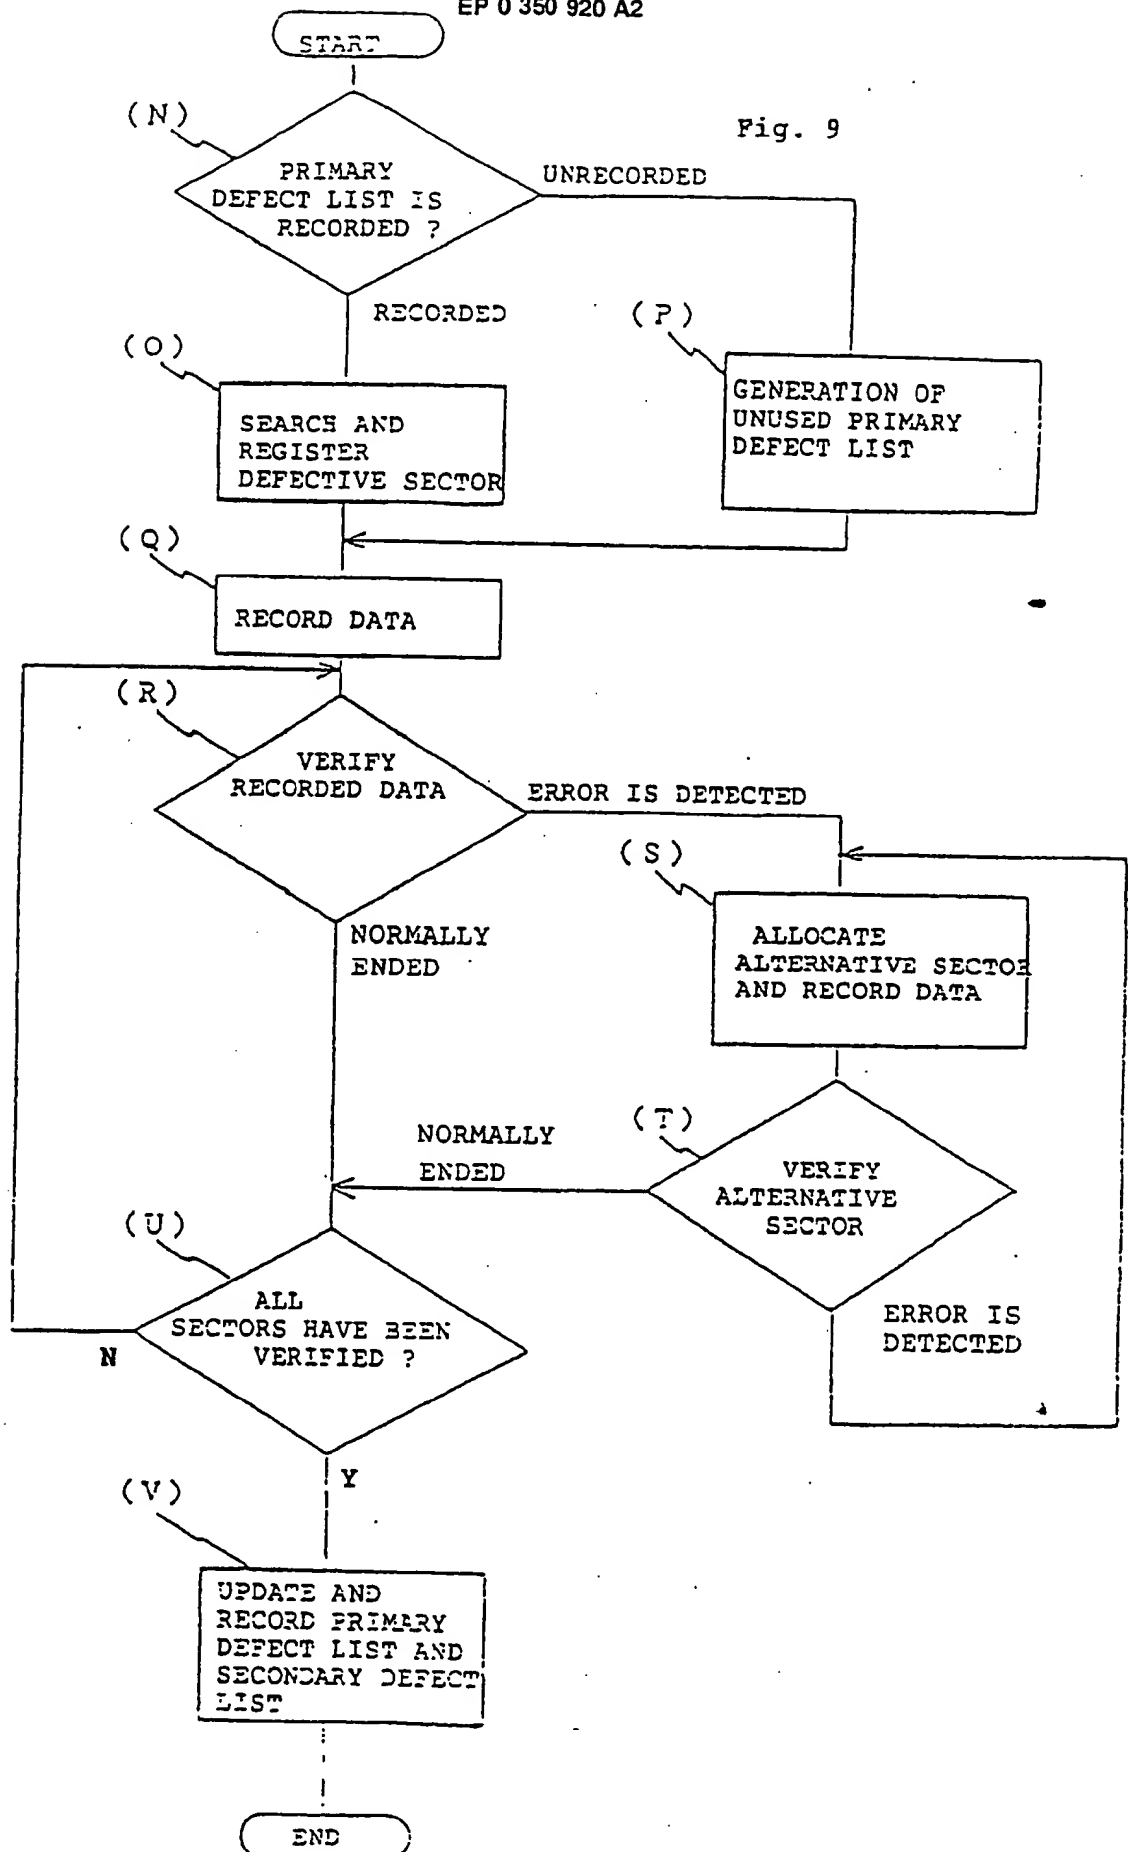 EP 0 350 920 A2
START
(N)
Fig. 9
PRIMARY
DEFECT LIST IS
RECORDED ?
UNRECORDED
RECORDED
(P)
(O)
GENERATION OF
UNUSED PRIMARY
DEFECT LIST
SEARCH AND
REGISTER
DEFECTIVE SECTOR
(Q)
RECORD DATA
(R)
VERIFY
RECORDED DATA
ERROR IS DETECTED
(S)
NORMALLY
ENDED
ALLOCATE
ALTERNATIVE SECTOR
AND RECORD DATA
(T)
NORMALLY
ENDED
VERIFY
ALTERNATIVE
SECTOR
(U)
ALL
SECTORS HAVE BEEN
VERIFIED ?
N
ERROR IS
DETECTED
Y
(V)
UPDATE AND
RECORD PRIMARY
DEFECT LIST AND
SECONDARY DEFECT
LIST
END